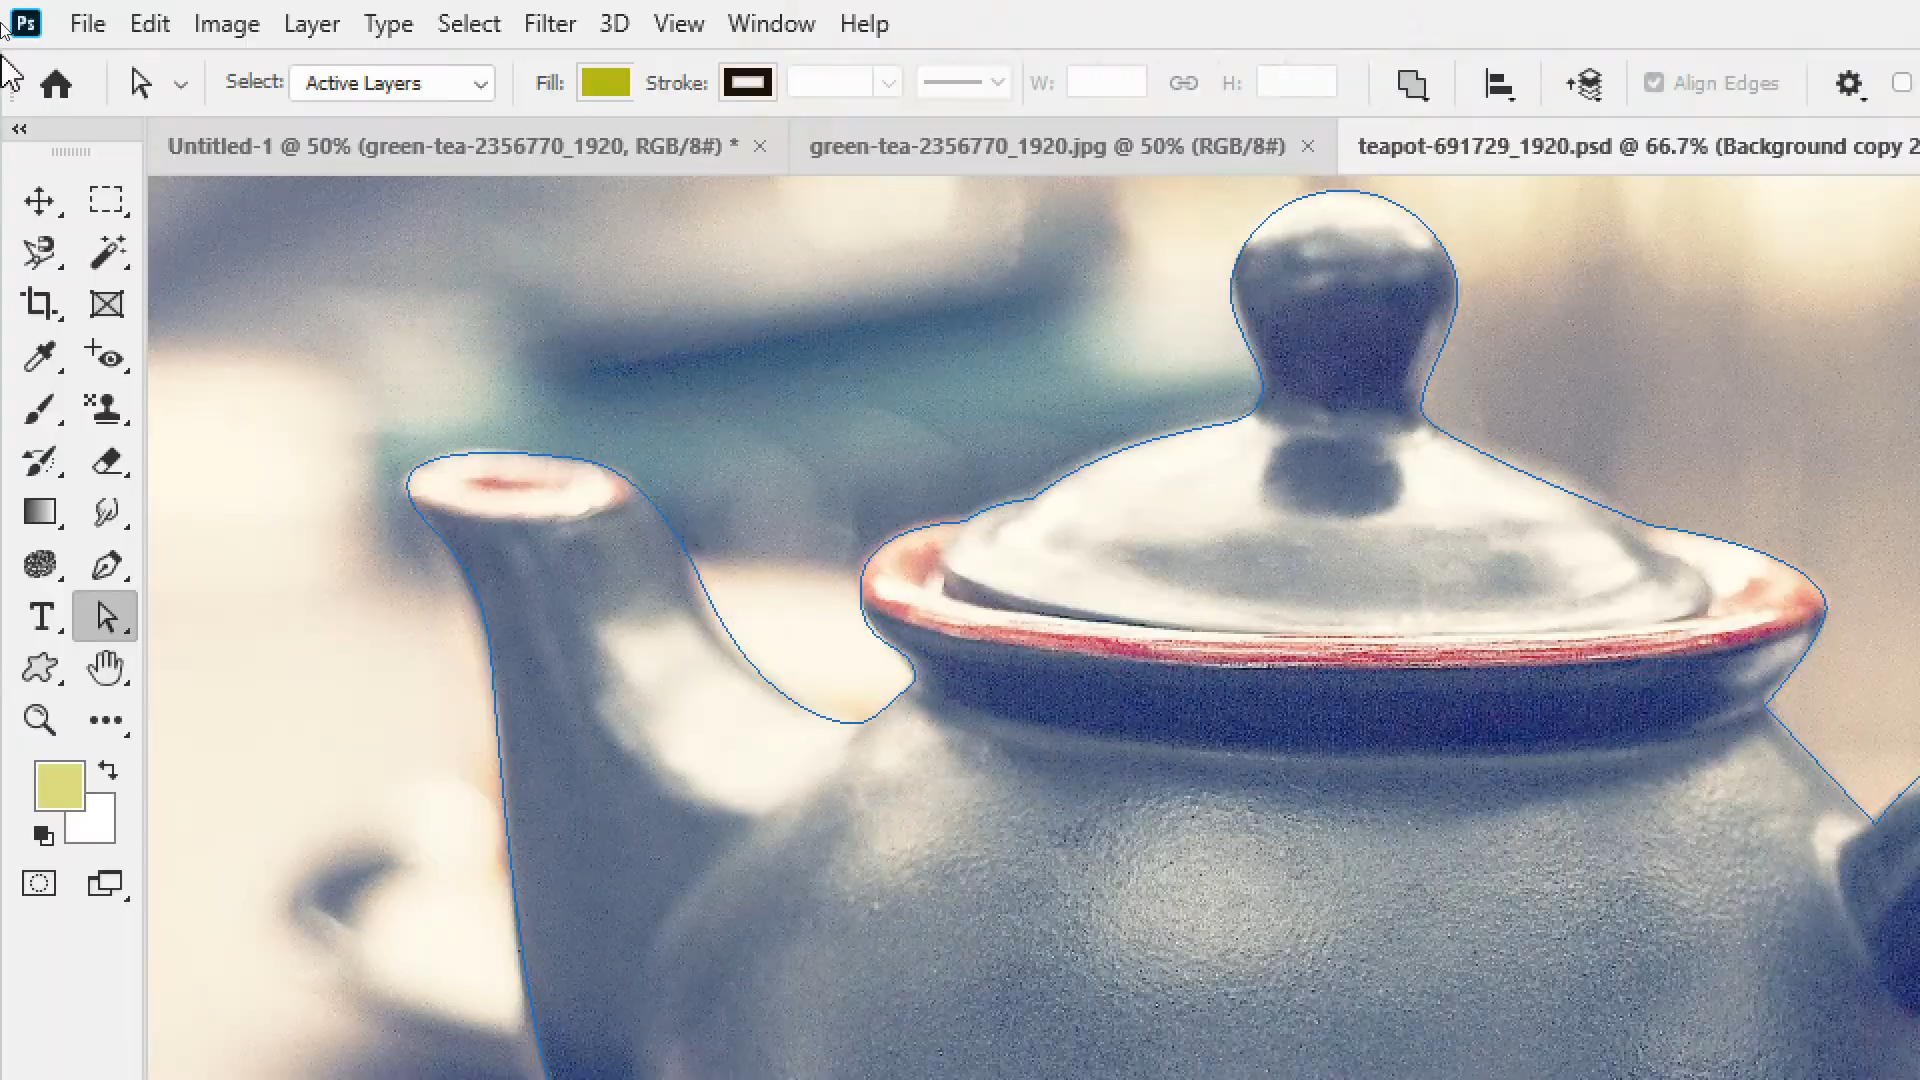 Ps File Edit Image Layer Type Select Filter 3D View Window Help
Select: Active Layers Fill: Stroke: W: H: Align Edges
Untitled-1 @ 50% (green-tea-2356770_1920, RGB/8#) * × green-tea-2356770_1920.jpg @ 50% (RGB/8#) × teapot-691729_1920.psd @ 66.7% (Background copy 2
T